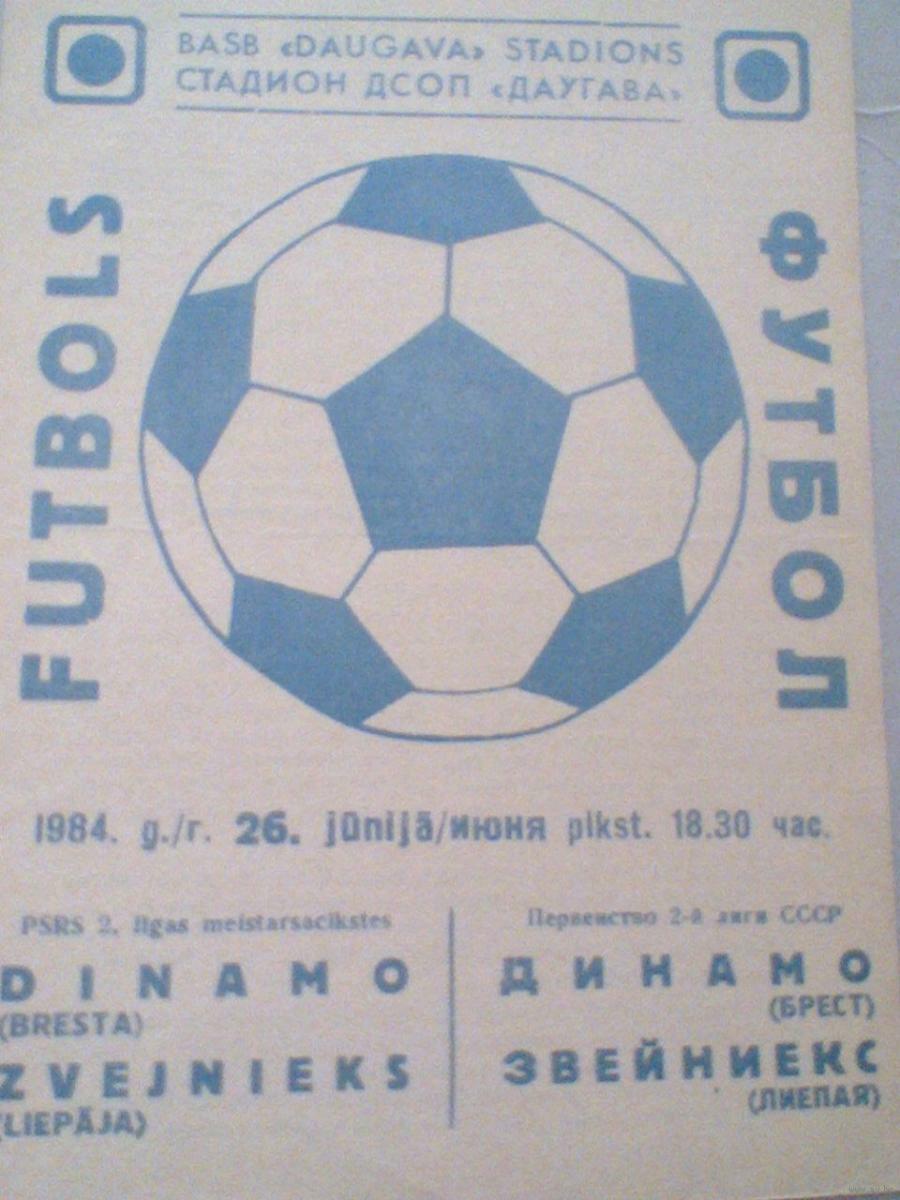 BASB «DAUGAVA» STADIONS
СТАДИОН ДСОП «ДАУГАВА»
FUTBOLS
ФУТБОЛ
1984. g./г. 26. jūnijā/июня plkst. 18.30 час.
PSRS 2. līgas meistarsacīkstes
DINAMO
(BRESTA)
ZVEJNIEKS
(LIEPĀJA)
Первенство 2-й лиги СССР
ДИНАМО
(БРЕСТ)
ЗВЕЙНИЕКС
(ЛИЕПАЯ)